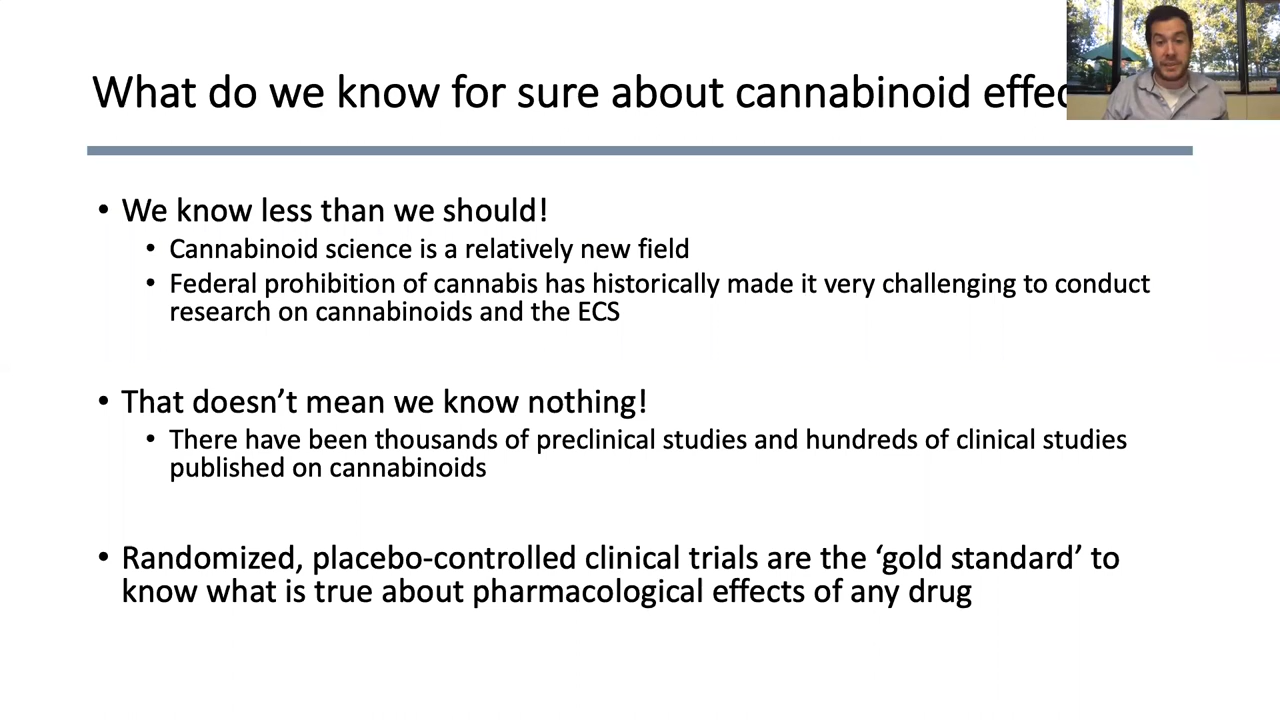 What do we know for sure about cannabinoid
• We know less than we should!
• Cannabinoid science is a relatively new field
• Federal prohibition of cannabis has historically made it very challenging to conduct
research on cannabinoids and the ECS
• That doesn’t mean we know nothing!
• There have been thousands of preclinical studies and hundreds of clinical studies
published on cannabinoids
• Randomized, placebo-controlled clinical trials are the ‘gold standard’ to
know what is true about pharmacological effects of any drug